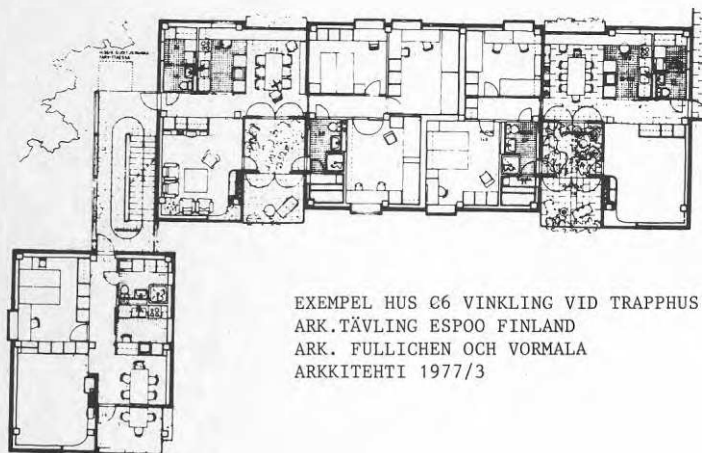 EXEMPEL HUS C6 VINKLING VID TRAPPHUS
ARK.TÄVLING ESPOO FINLAND
ARK. FULLICHEN OCH VORMALA
ARKKITEHTI 1977/3